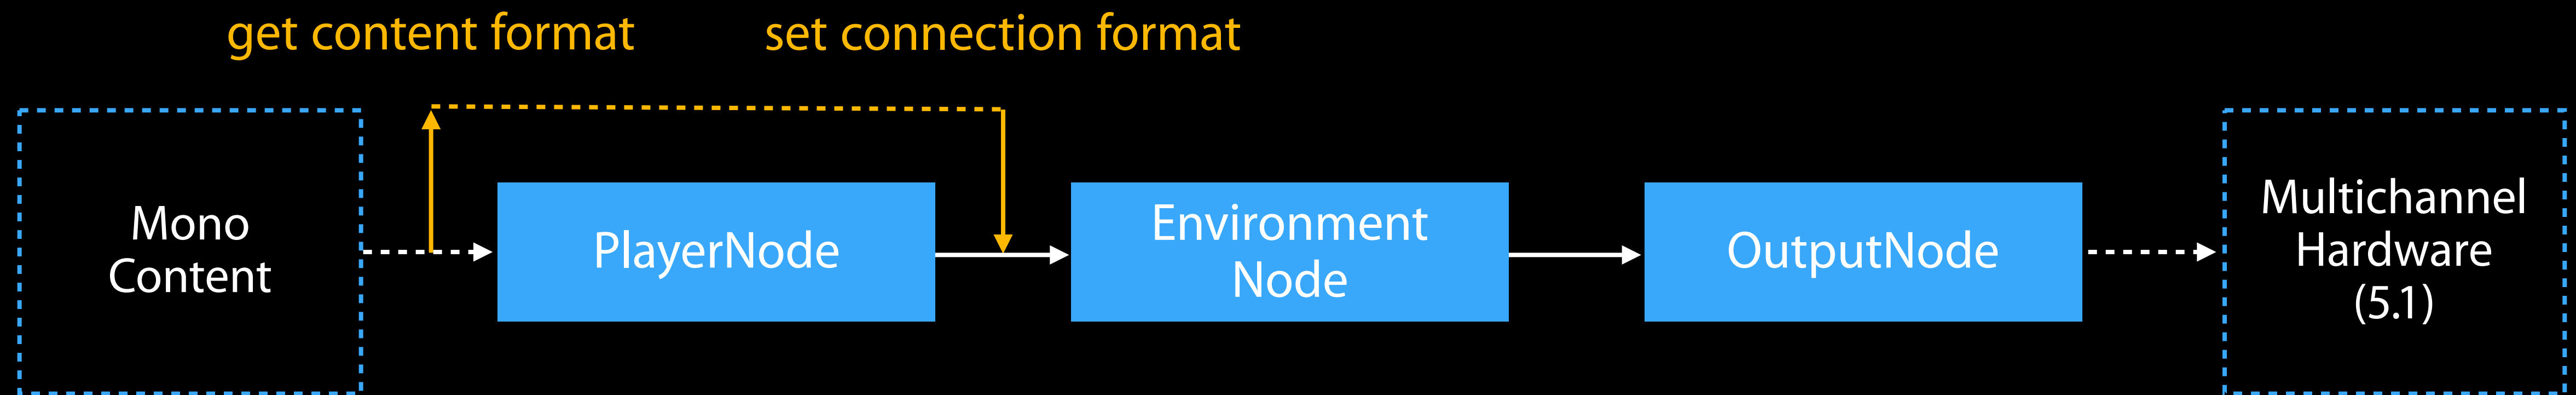 get content format
set connection format
Mono
Content
PlayerNode
Environment
Node
OutputNode
Multichannel
Hardware
(5.1)